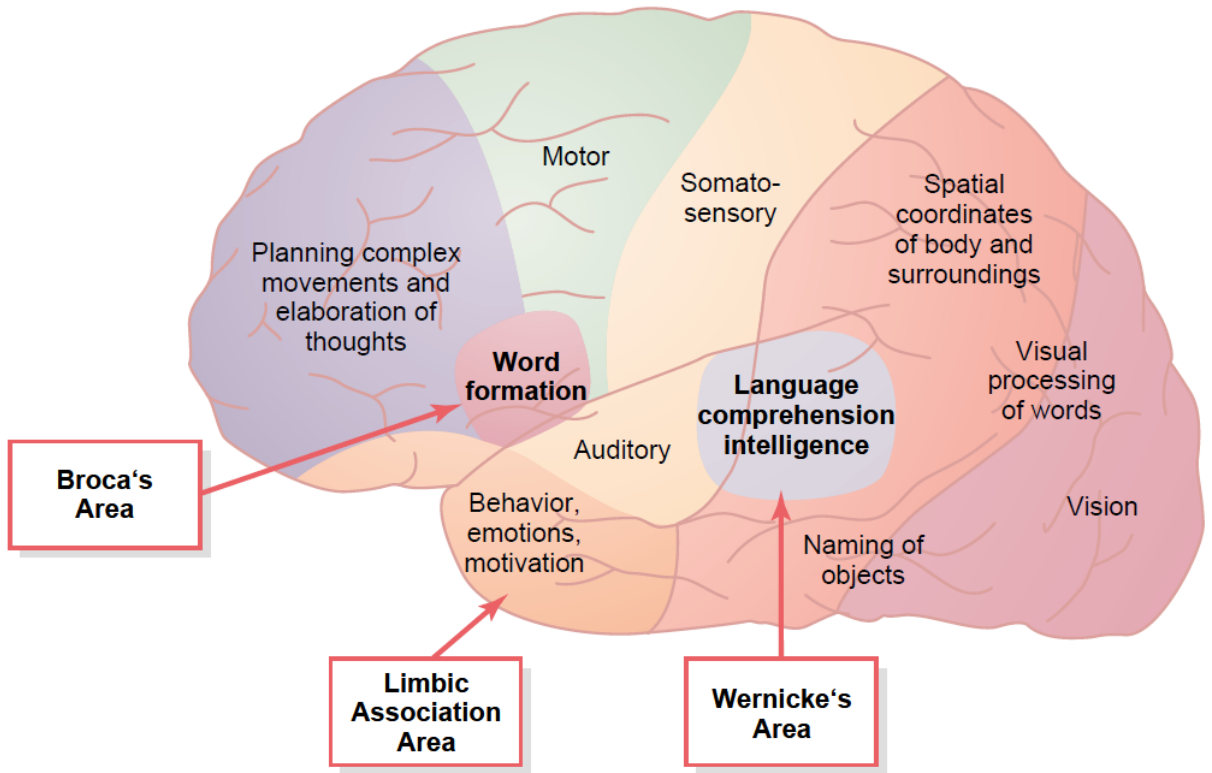 Motor
Somato-
sensory
Spatial
coordinates
of body and
surroundings
Planning complex
movements and
elaboration of
thoughts
Word
formation
Language
comprehension
intelligence
Visual
processing
of words
Auditory
Broca‘s
Area
Behavior,
emotions,
motivation
Vision
Naming of
objects
Limbic
Association
Area
Wernicke‘s
Area